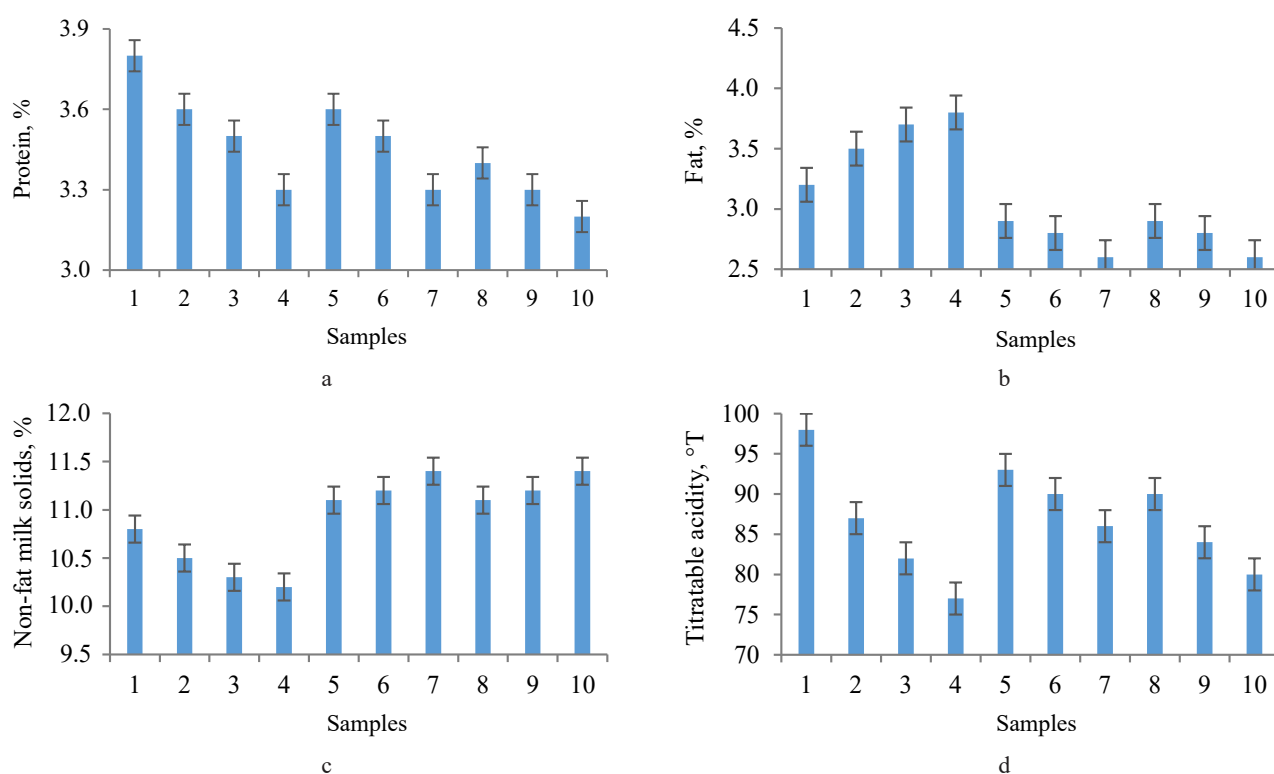 Protein, %
3.9
3.6
3.3
3.0
1 2 3 4 5 6 7 8 9 10
Samples
a
Fat, %
4.5
4.0
3.5
3.0
2.5
1 2 3 4 5 6 7 8 9 10
Samples
b
Non-fat milk solids, %
12.0
11.5
11.0
10.5
10.0
9.5
1 2 3 4 5 6 7 8 9 10
Samples
c
Titratable acidity, °T
100
95
90
85
80
75
70
1 2 3 4 5 6 7 8 9 10
Samples
d